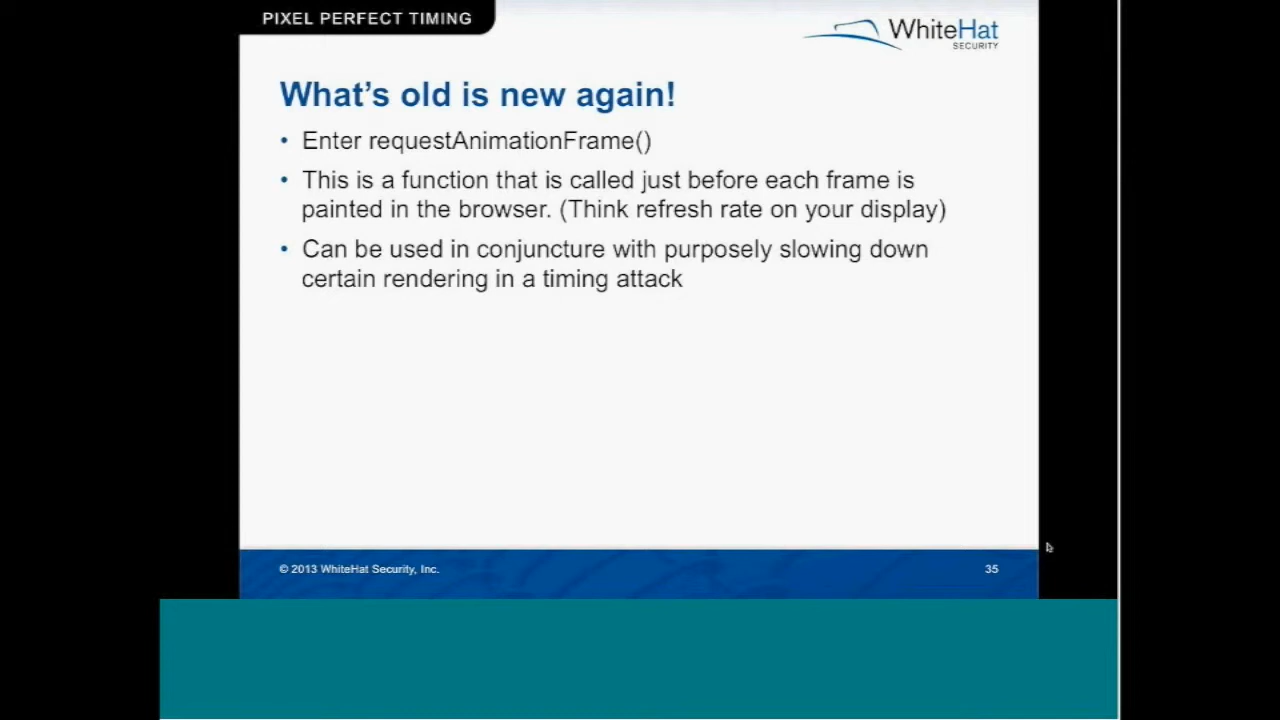 PIXEL PERFECT TIMING
WhiteHat
SECURITY
What's old is new again!
• Enter requestAnimationFrame()
• This is a function that is called just before each frame is
painted in the browser. (Think refresh rate on your display)
• Can be used in conjuncture with purposely slowing down
certain rendering in a timing attack
© 2013 WhiteHat Security, Inc.
35